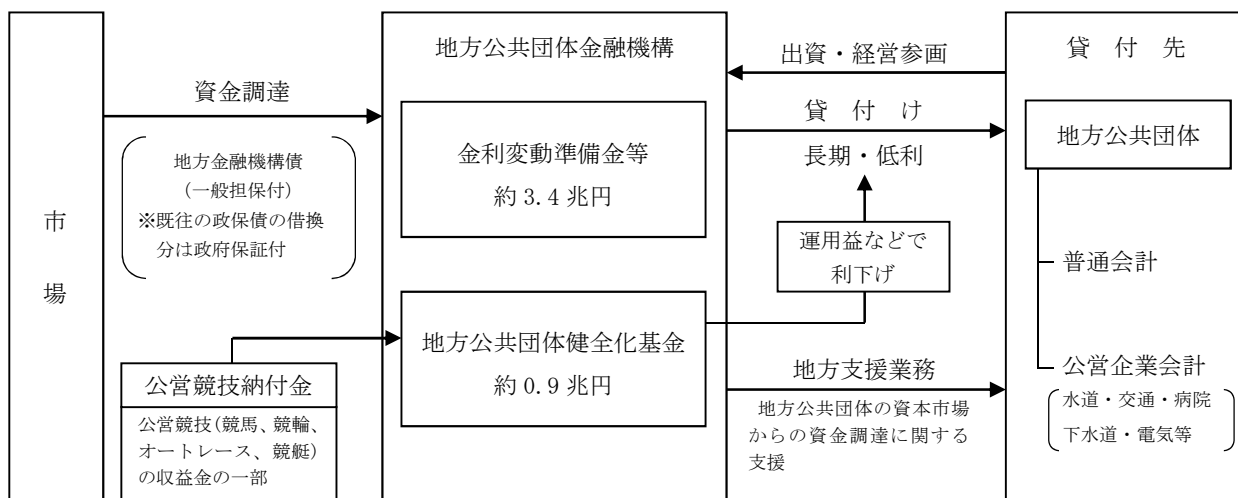 市場
資金調達
地方金融機構債
(一般担保付)
※既往の政保債の借換
分は政府保証付
公営競技納付金
公営競技(競馬、競輪、
オートレース、競艇)
の収益金の一部
地方公共団体金融機構
金利変動準備金等
約3.4兆円
地方公共団体健全化基金
約0.9兆円
出資・経営参画
貸付け
長期・低利
運用益などで
利下げ
地方支援業務
地方公共団体の資本市場
からの資金調達に関する
支援
貸付先
地方公共団体
普通会計
公営企業会計
水道・交通・病院
下水道・電気等